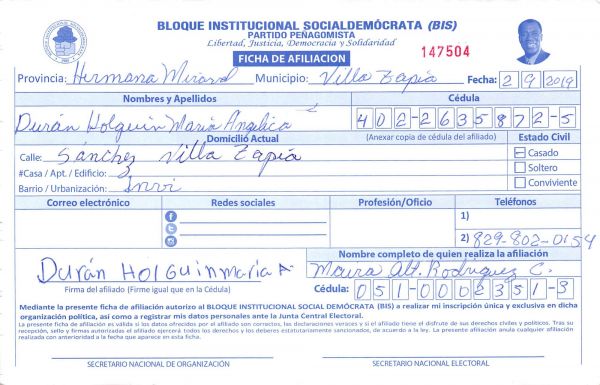 BLOQUE INSTITUCIONAL SOCIALDEMÓCRATA (BIS)
PARTIDO PEÑAGOMISTA
Libertad, Justicia, Democracia y Solidaridad
FICHA DE AFILIACION
147504
Provincia: Hermana Mirabal Municipio: Villa Tapia Fecha: 2 9 2019
Nombres y Apellidos Cédula
Durán Holguin Maria Angelica 402-2635872-5
Domicilio Actual (Anexar copia de cédula del afiliado) Estado Civil
Calle: Sánchez Villa Tapia
Casado
#Casa / Apt. / Edificio: 3
Soltero
Barrio / Urbanización: Invi
Conviviente
Correo electrónico Redes sociales Profesión/Oficio Teléfonos
1)
2) 829-802-0154
Nombre completo de quien realiza la afiliación
Durán HOLGUIN maria A. Maira Alt. Rodriguez C.
Firma del afiliado (Firme igual que en la Cédula) Cédula: 051-0002351-3
Mediante la presente ficha de afiliación autorizo al BLOQUE INSTITUCIONAL SOCIAL DEMÓCRATA (BIS) a realizar mi inscripción única y exclusiva en dicha
organización política, así como a registrar mis datos personales ante la Junta Central Electoral.
La presente ficha de afiliación es válida si los datos ofrecidos por el afiliado son correctos, las declaraciones veraces y si el afiliado tiene el disfrute de sus derechos civiles y políticos. Tras su
recepción, sello y firmas autorizadas el afiliado ejercerá todos los derechos y los deberes estatutariamente sancionados, de acuerdo a la ley. La presente afiliación anula cualquier afiliación
realizada con anterioridad a la fecha que aparece en esta ficha.
SECRETARIO NACIONAL DE ORGANIZACIÓN SECRETARIO NACIONAL ELECTORAL